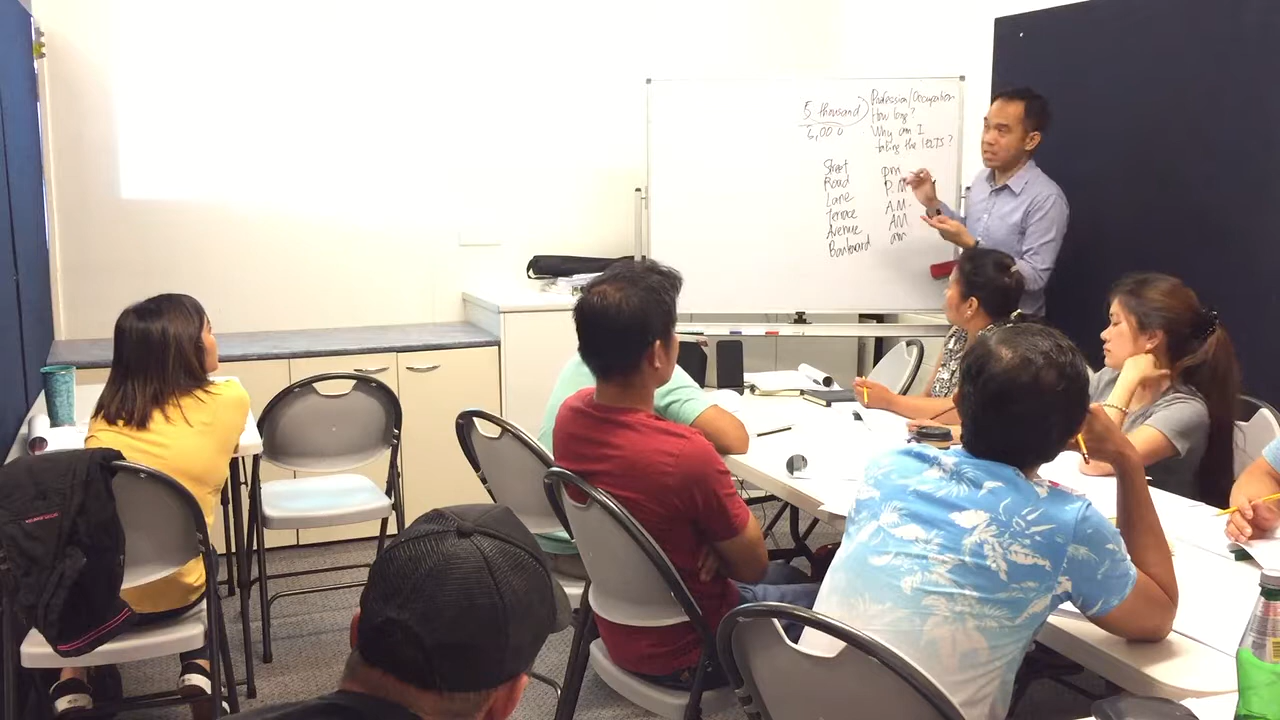 5 thousand
6,000
Profession/Occupation
How long?
Why am I
taking the IELTS?
Street
Road
Lane
Terrace
Avenue
Boulevard
pm
P.M
A.M.
AM
am